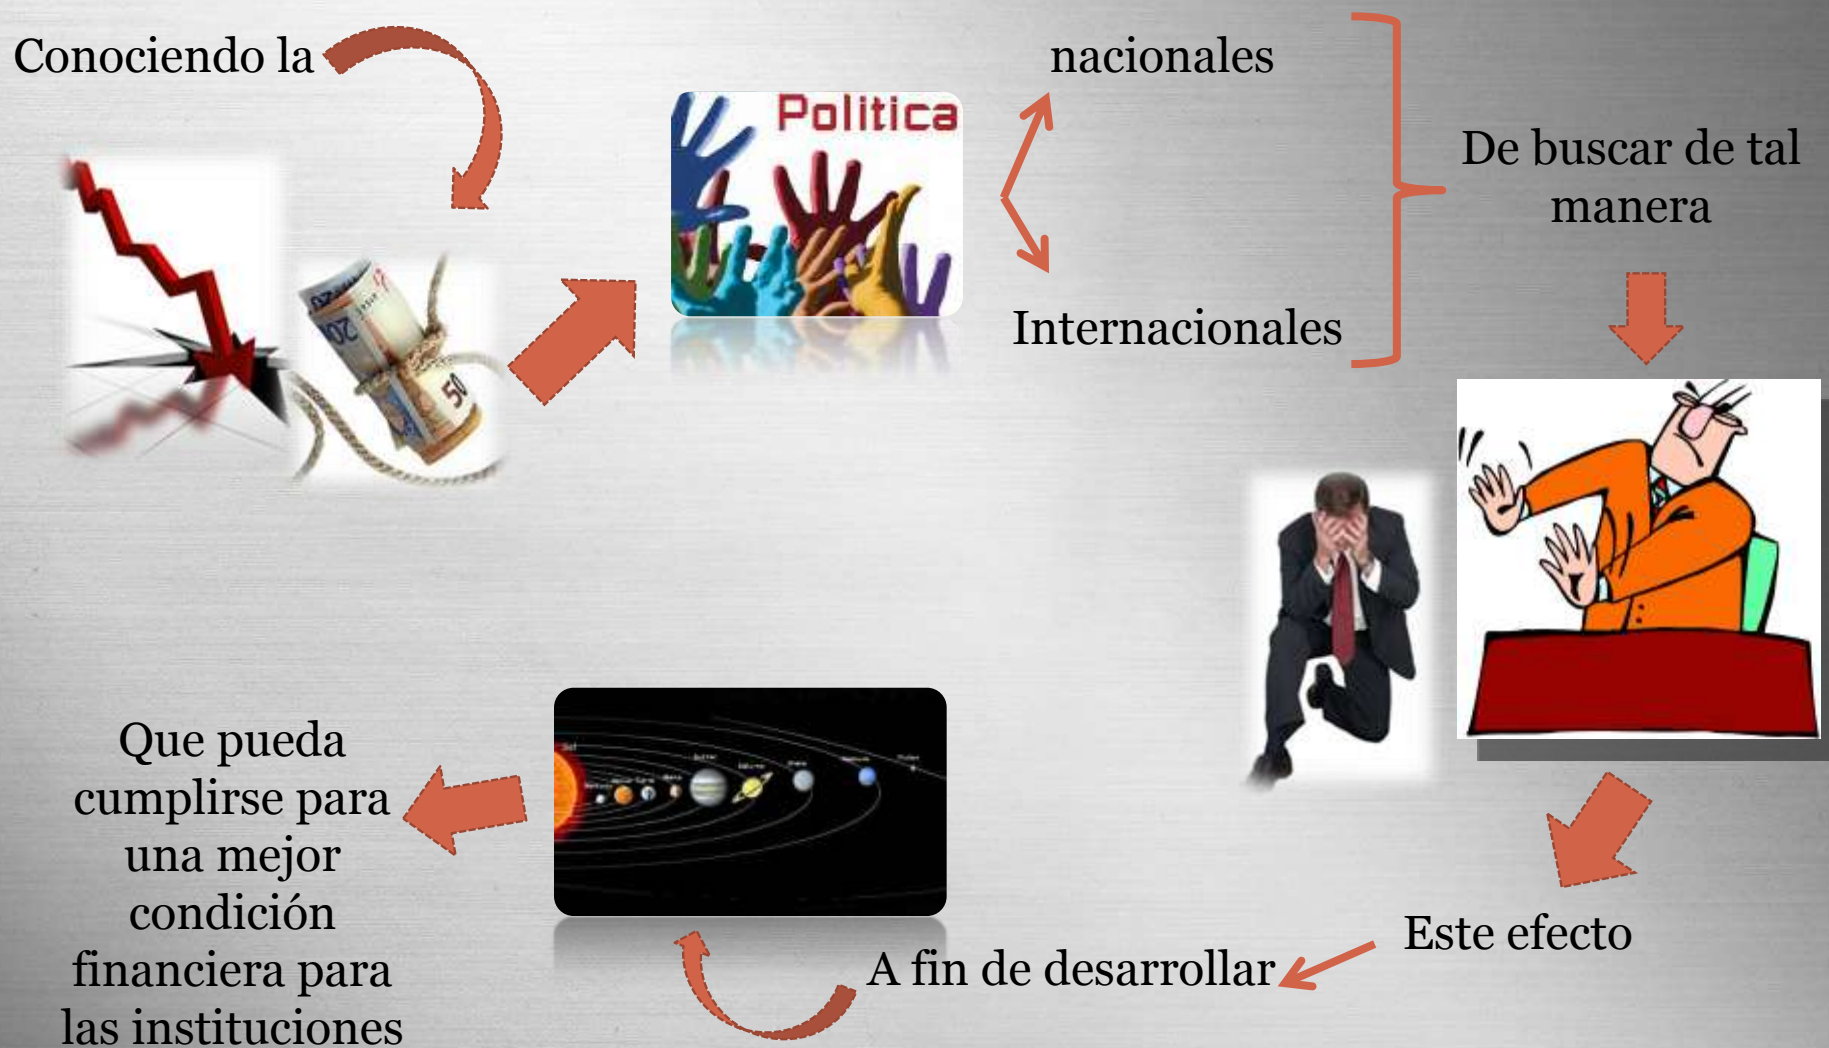 Conociendo la
Politica
nacionales
Internacionales
De buscar de tal
manera
50
Este efecto
A fin de desarrollar
Que pueda
cumplirse para
una mejor
condición
financiera para
las instituciones